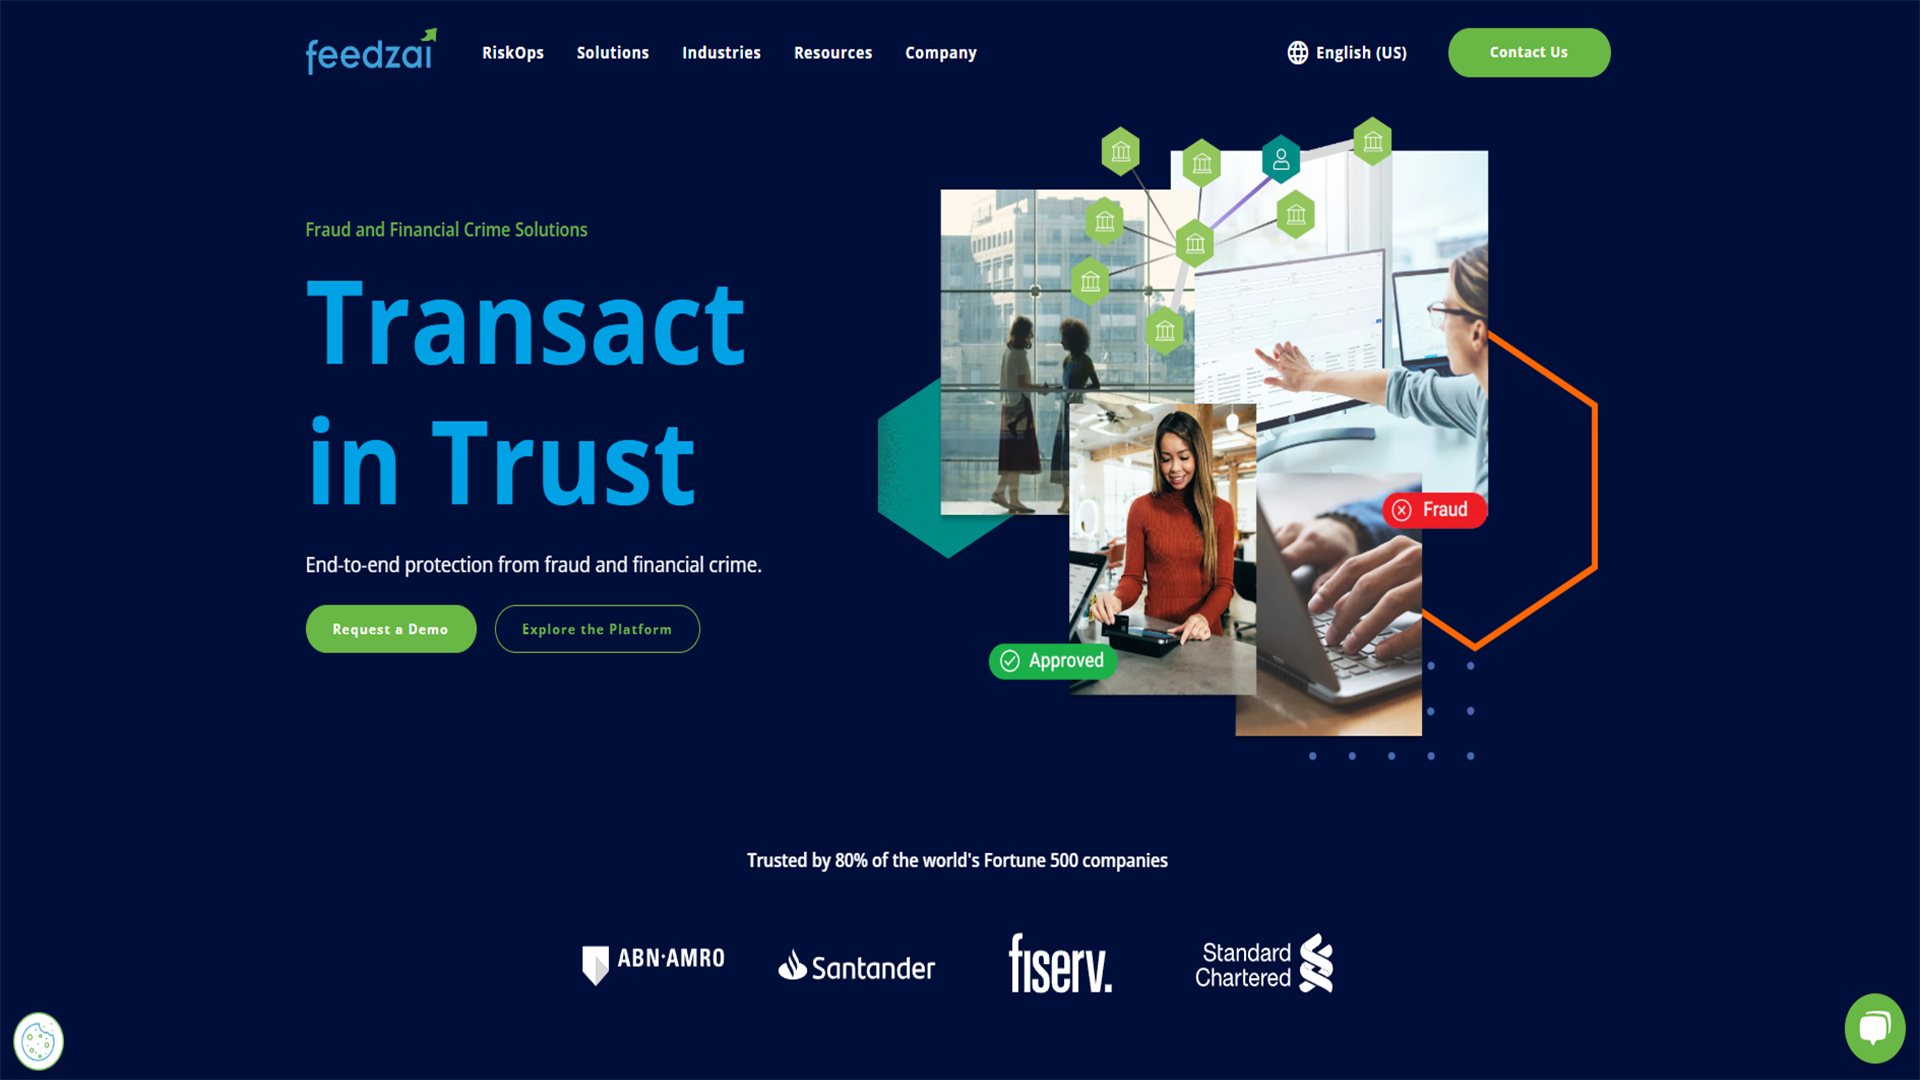 feedzai
RiskOps
Solutions
Industries
Resources
Company
English (US)
Contact Us
Fraud and Financial Crime Solutions
Transact
in Trust
End-to-end protection from fraud and financial crime.
Request a Demo
Explore the Platform
Fraud
Approved
Trusted by 80% of the world's Fortune 500 companies
ABN·AMRO
Santander
fiserv.
Standard
Chartered